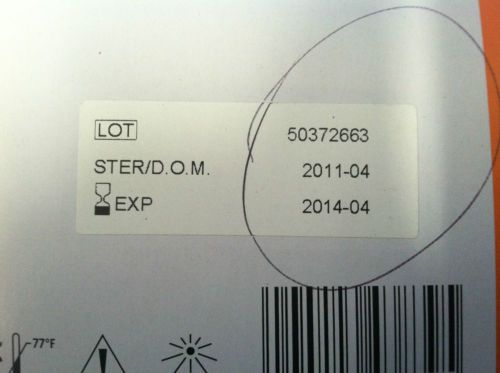 LOT 50372663
STER/D.O.M. 2011-04
EXP 2014-04
-77°F